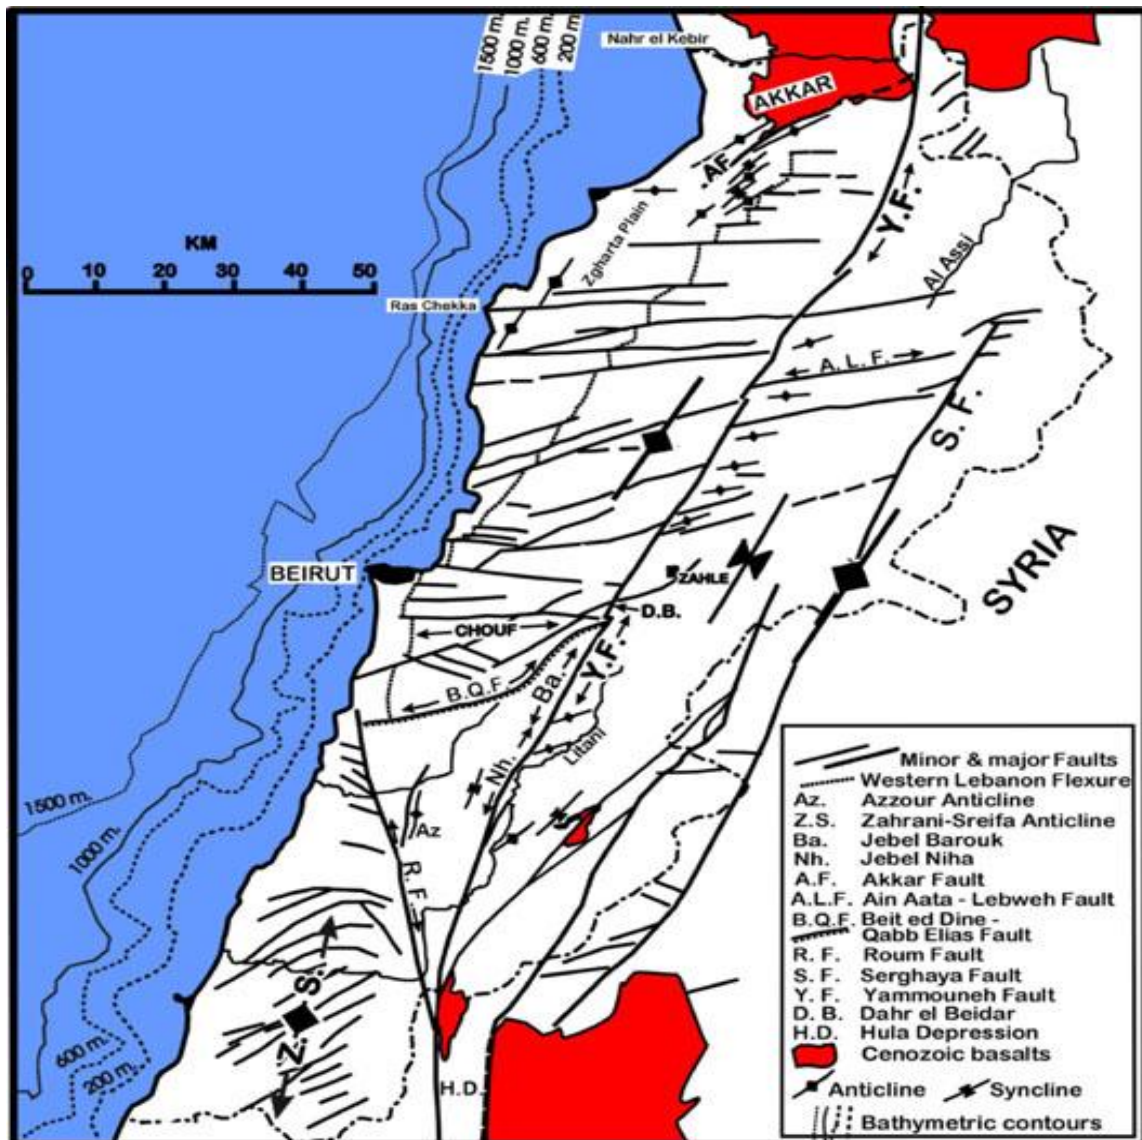 1500 m.
1000 m.
600 m.
200 m
Nahr el Kebir
AKKAR
AF
Y.F.
Al Assi
Zgharta Plain
KM
0 10 20 30 40 50
Ras Chekka
A. L. F.
S. F.
SYRIA
BEIRUT
ZAHLE
D.B.
CHOUF
Y.F.
B.Q.F.
Ba.
Litani
Nh.
Az
R. F.
1500 m.
1000 m.
Z. S.
600 m.
200 m.
H.D.
Minor & major Faults
Western Lebanon Flexure
Az. Azzour Anticline
Z.S. Zahrani-Sreifa Anticline
Ba. Jebel Barouk
Nh. Jebel Niha
A.F. Akkar Fault
A.L.F. Ain Aata - Lebweh Fault
B.Q.F. Beit ed Dine -
Qabb Elias Fault
R. F. Roum Fault
S. F. Serghaya Fault
Y. F. Yammouneh Fault
D. B. Dahr el Beidar
H.D. Hula Depression
Cenozoic basalts
Anticline Syncline
Bathymetric contours